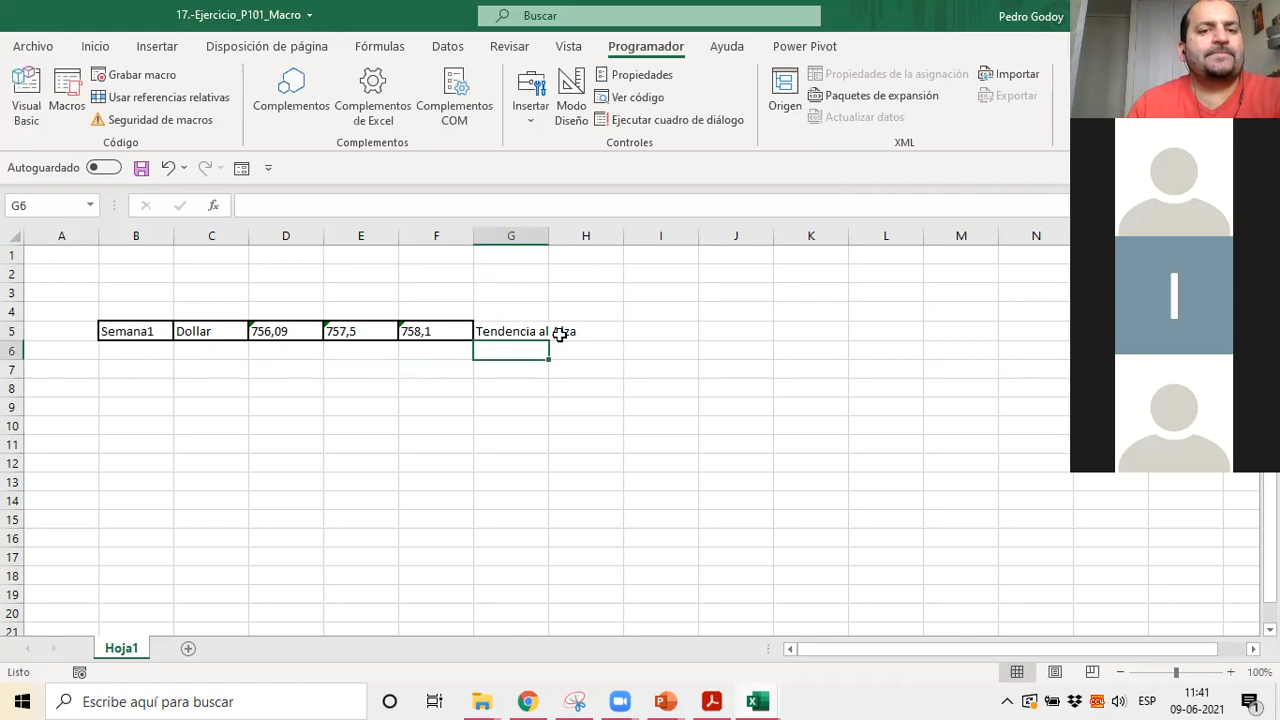 17.-Ejercicio_P101_Macro
Buscar
Pedro Godoy
Archivo Inicio Insertar Disposición de página Fórmulas Datos Revisar Vista Programador Ayuda Power Pivot
Visual Basic
Macros
Grabar macro
Usar referencias relativas
Seguridad de macros
Código
Complementos
Complementos de Excel
Complementos COM
Complementos
Insertar
Modo Diseño
Propiedades
Ver código
Ejecutar cuadro de diálogo
Controles
Origen
Propiedades de la asignación
Paquetes de expansión
Actualizar datos
Importar
Exportar
XML
Autoguardado
G6
fx
A B C D E F G H I J K L M N
1
2
3
4
5 Semana1 Dollar 756,09 757,5 758,1 Tendencia al Alza
6
7
8
9
10
11
12
13
14
15
16
17
18
19
20
21
I
Hoja1
Listo
100%
Escribe aquí para buscar
ESP
11:41
09-06-2021
1